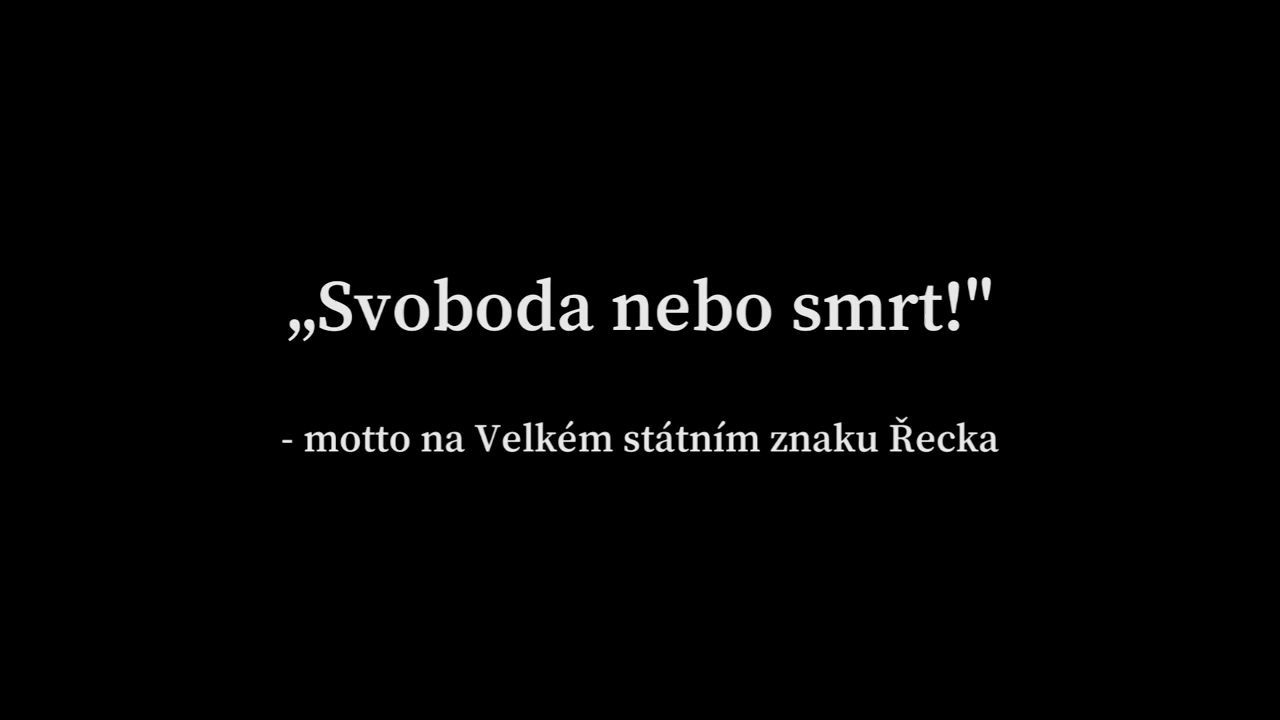 „Svoboda nebo smrt!"
- motto na Velkém státním znaku Řecka